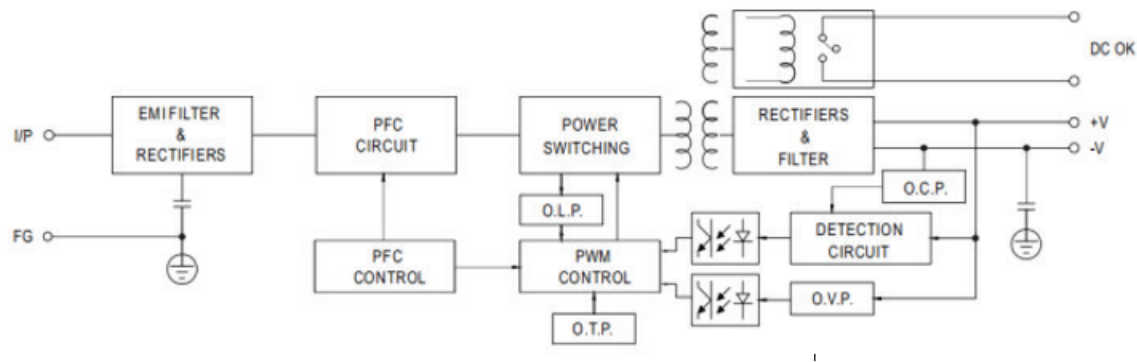 DC OK
I/P
EMI FILTER
&
RECTIFIERS
PFC
CIRCUIT
POWER
SWITCHING
RECTIFIERS
&
FILTER
+V
-V
O.L.P.
O.C.P.
FG
PFC
CONTROL
PWM
CONTROL
DETECTION
CIRCUIT
O.V.P.
O.T.P.